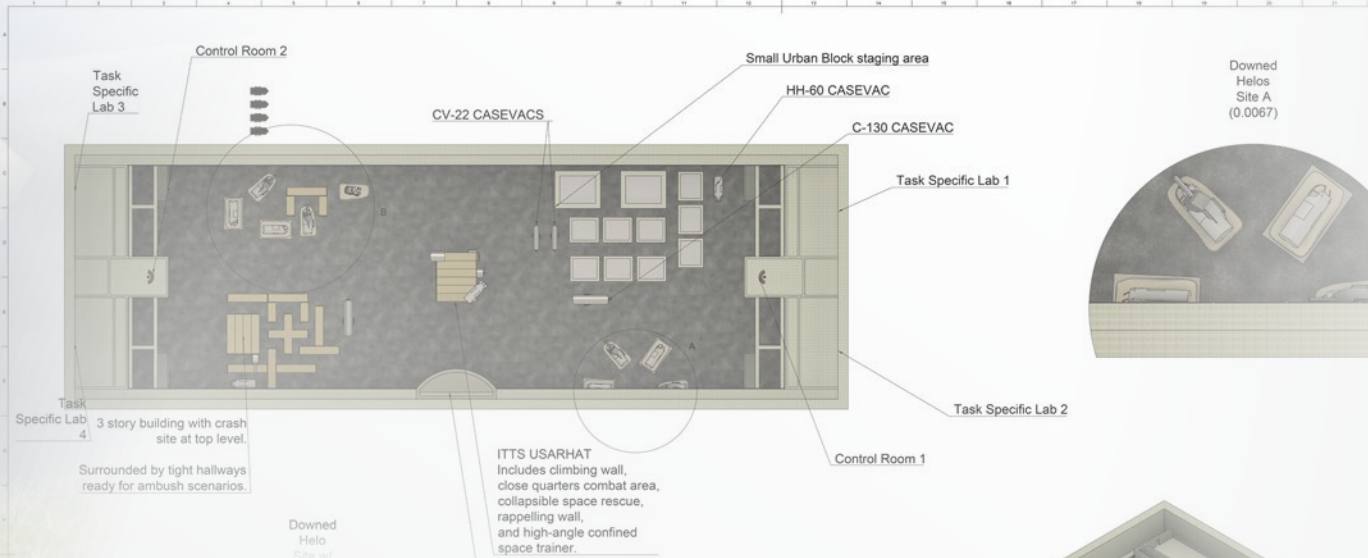 Control Room 2
Task
Specific
Lab 3
CV-22 CASEVACS
Small Urban Block staging area
HH-60 CASEVAC
C-130 CASEVAC
Task Specific Lab 1
Downed
Helos
Site A
(0.0067)
B
A
Task
Specific Lab
4
3 story building with crash
site at top level.
Surrounded by tight hallways
ready for ambush scenarios.
ITTS USARHAT
Includes climbing wall,
close quarters combat area,
collapsible space rescue,
rappelling wall,
and high-angle confined
space trainer.
Task Specific Lab 2
Control Room 1
Downed
Helo
Site w/